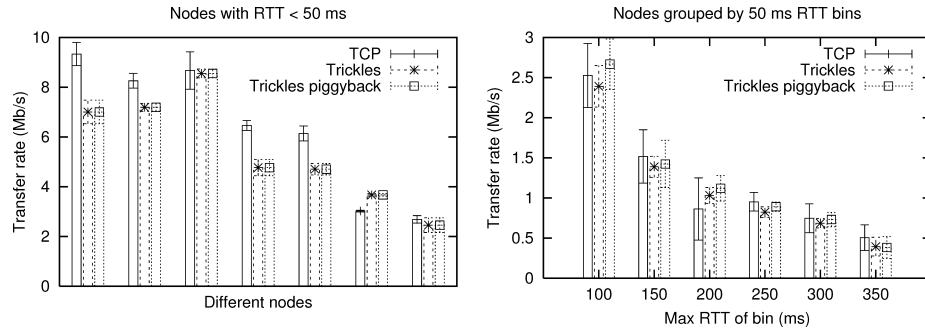 Nodes with RTT < 50 ms
10
8
6
4
2
0
Transfer rate (Mb/s)
TCP
Trickles
Trickles piggyback
Different nodes
Nodes grouped by 50 ms RTT bins
3
2.5
2
1.5
1
0.5
0
Transfer rate (Mb/s)
TCP
Trickles
Trickles piggyback
100 150 200 250 300 350
Max RTT of bin (ms)